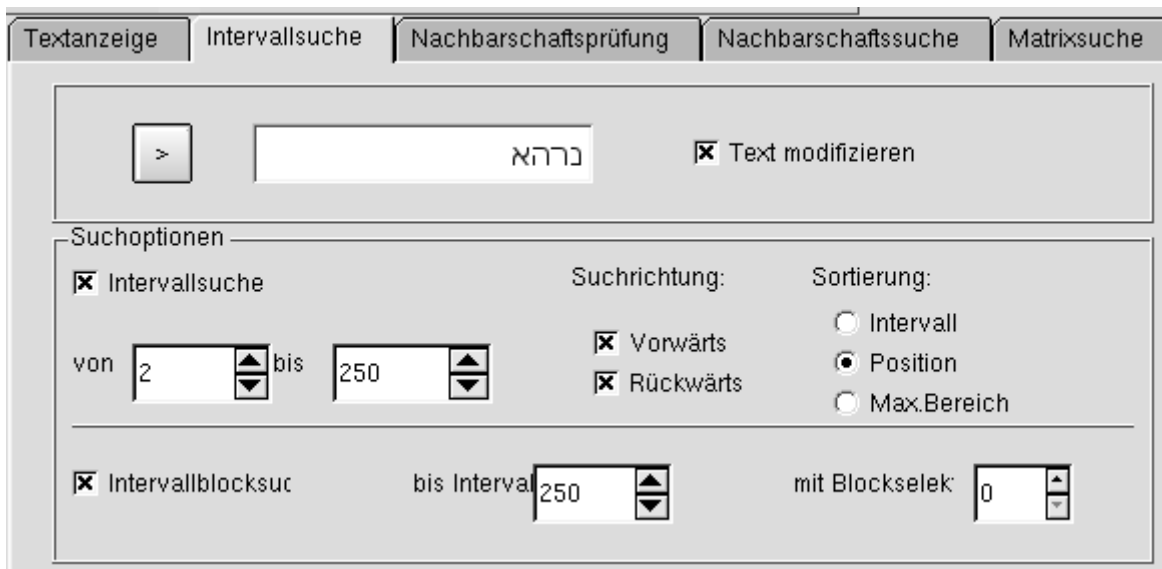 Textanzeige Intervallsuche Nachbarschaftsprüfung Nachbarschaftssuche Matrixsuche
> נרהא Text modifizieren
Suchoptionen
Intervallsuche Suchrichtung: Sortierung:
Intervall
von 2 bis 250 Vorwärts Position
Rückwärts Max.Bereich
Intervallblocksuc bis Interval 250 mit Blockselek 0